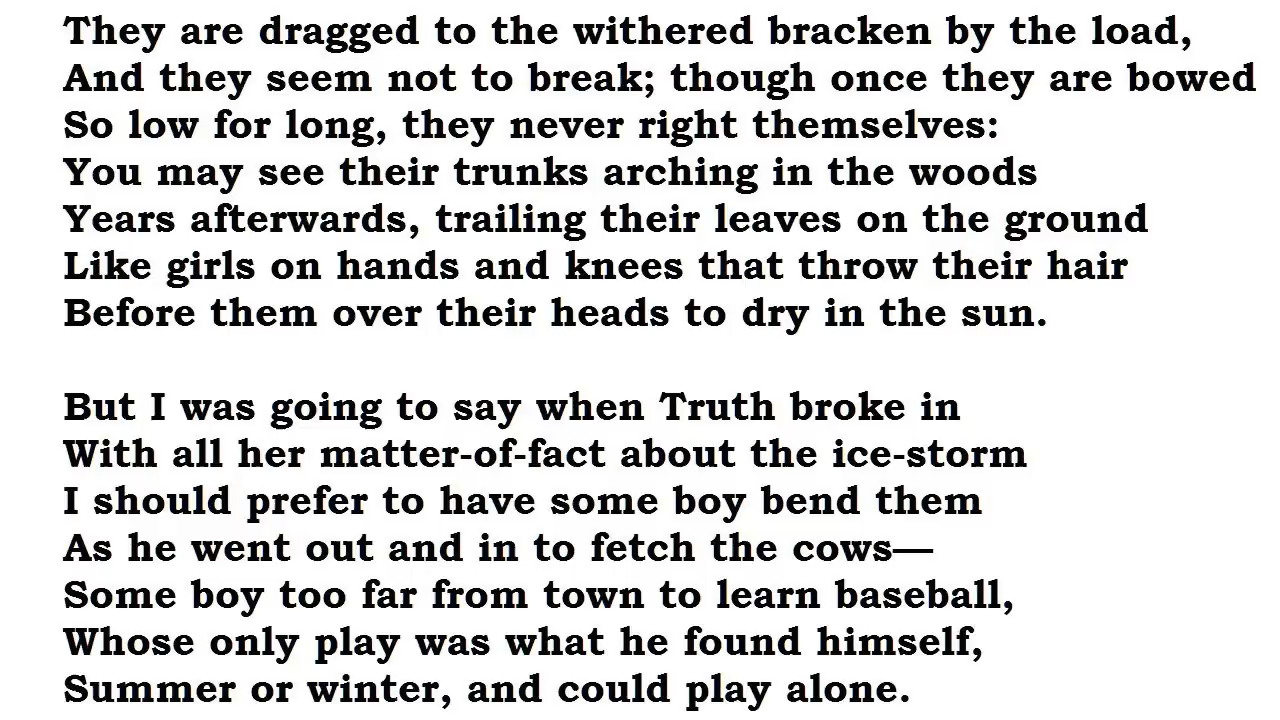 They are dragged to the withered bracken by the load,
And they seem not to break; though once they are bowed
So low for long, they never right themselves:
You may see their trunks arching in the woods
Years afterwards, trailing their leaves on the ground
Like girls on hands and knees that throw their hair
Before them over their heads to dry in the sun.

But I was going to say when Truth broke in
With all her matter-of-fact about the ice-storm
I should prefer to have some boy bend them
As he went out and in to fetch the cows—
Some boy too far from town to learn baseball,
Whose only play was what he found himself,
Summer or winter, and could play alone.